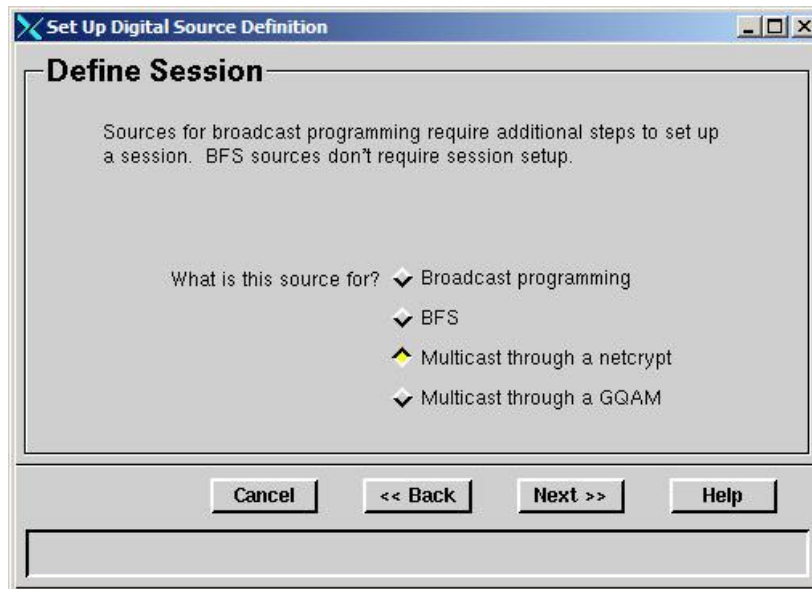 Set Up Digital Source Definition
Define Session
Sources for broadcast programming require additional steps to set up
a session. BFS sources don't require session setup.
What is this source for? Broadcast programming
BFS
Multicast through a netcrypt
Multicast through a GQAM
Cancel << Back Next >> Help